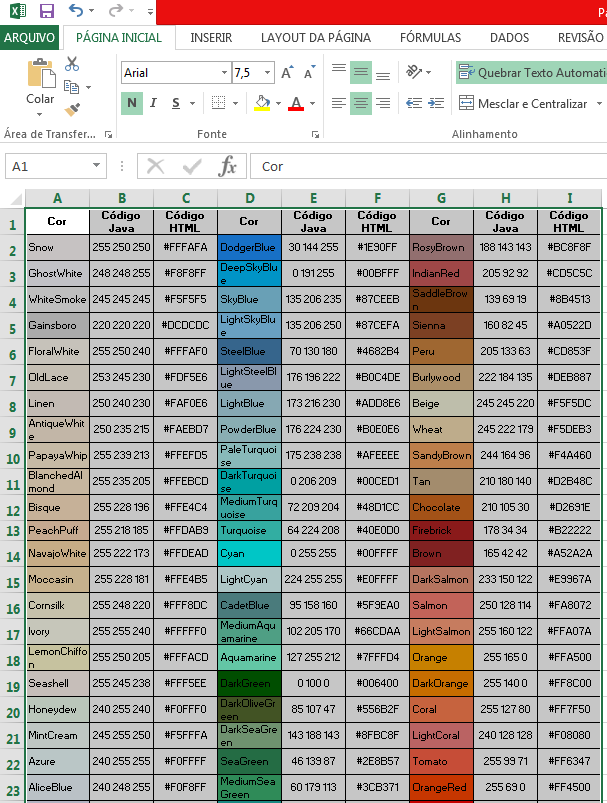 Pa
ARQUIVO PÁGINA INICIAL INSERIR LAYOUT DA PÁGINA FÓRMULAS DADOS REVISÃO
Colar
Arial 7,5 A A
N I S A
Quebrar Texto Automati
Mesclar e Centralizar
Área de Transfer... Fonte Alinhamento
A1 fx Cor
A B C D E F G H I
1 Cor Código Java Código HTML Cor Código Java Código HTML Cor Código Java Código HTML
2 Snow 255 250 250 #FFFAFA DodgerBlue 30 144 255 #1E90FF RosyBrown 188 143 143 #BC8F8F
3 GhostWhite 248 248 255 #F8F8FF DeepSkyBlue 0 191 255 #00BFFF IndianRed 205 92 92 #CD5C5C
4 WhiteSmoke 245 245 245 #F5F5F5 SkyBlue 135 206 235 #87CEEB SaddleBrown 139 69 19 #8B4513
5 Gainsboro 220 220 220 #DCDCDC LightSkyBlue 135 206 250 #87CEFA Sienna 160 82 45 #A0522D
6 FloralWhite 255 250 240 #FFFAF0 SteelBlue 70 130 180 #4682B4 Peru 205 133 63 #CD853F
7 OldLace 253 245 230 #FDF5E6 LightSteelBlue 176 196 222 #B0C4DE Burlywood 222 184 135 #DEB887
8 Linen 250 240 230 #FAF0E6 LightBlue 173 216 230 #ADD8E6 Beige 245 245 220 #F5F5DC
9 AntiqueWhite 250 235 215 #FAEBD7 PowderBlue 176 224 230 #B0E0E6 Wheat 245 222 179 #F5DEB3
10 PapayaWhip 255 239 213 #FFEFD5 PaleTurquoise 175 238 238 #AFEEEE SandyBrown 244 164 96 #F4A460
11 BlanchedAlmond 255 235 205 #FFEBCD DarkTurquoise 0 206 209 #00CED1 Tan 210 180 140 #D2B48C
12 Bisque 255 228 196 #FFE4C4 MediumTurquoise 72 209 204 #48D1CC Chocolate 210 105 30 #D2691E
13 PeachPuff 255 218 185 #FFDAB9 Turquoise 64 224 208 #40E0D0 Firebrick 178 34 34 #B22222
14 NavajoWhite 255 222 173 #FFDEAD Cyan 0 255 255 #00FFFF Brown 165 42 42 #A52A2A
15 Moccasin 255 228 181 #FFE4B5 LightCyan 224 255 255 #E0FFFF DarkSalmon 233 150 122 #E9967A
16 Cornsilk 255 248 220 #FFF8DC CadetBlue 95 158 160 #5F9EA0 Salmon 250 128 114 #FA8072
17 Ivory 255 255 240 #FFFFF0 MediumAquamarine 102 205 170 #66CDAA LightSalmon 255 160 122 #FFA07A
18 LemonChiffon 255 250 205 #FFFACD Aquamarine 127 255 212 #7FFFD4 Orange 255 165 0 #FFA500
19 Seashell 255 245 238 #FFF5EE DarkGreen 0 100 0 #006400 DarkOrange 255 140 0 #FF8C00
20 Honeydew 240 255 240 #F0FFF0 DarkOliveGreen 85 107 47 #556B2F Coral 255 127 80 #FF7F50
21 MintCream 245 255 250 #F5FFFA DarkSeaGreen 143 188 143 #8FBC8F LightCoral 240 128 128 #F08080
22 Azure 240 255 255 #F0FFFF SeaGreen 46 139 87 #2E8B57 Tomato 255 99 71 #FF6347
23 AliceBlue 240 248 255 #F0F8FF MediumSeaGreen 60 179 113 #3CB371 OrangeRed 255 69 0 #FF4500